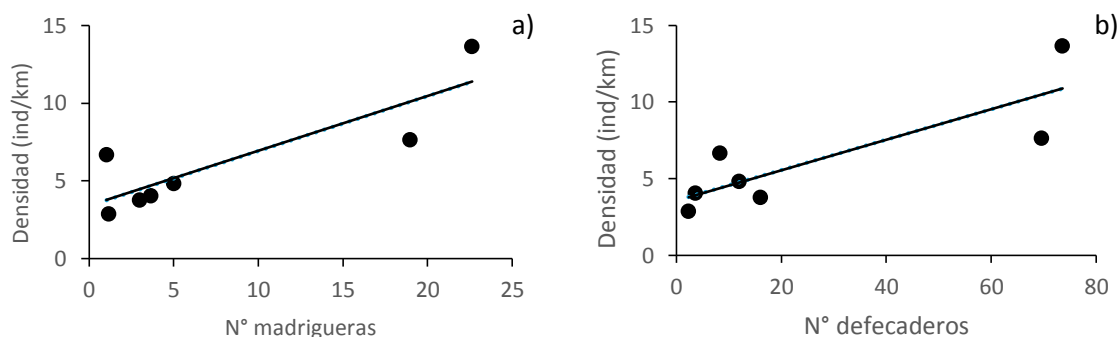 a)
Densidad (ind/km)
15
10
5
0
0 5 10 15 20 25
N° madrigueras
b)
Densidad (ind/km)
15
10
5
0
0 20 40 60 80
N° defecaderos